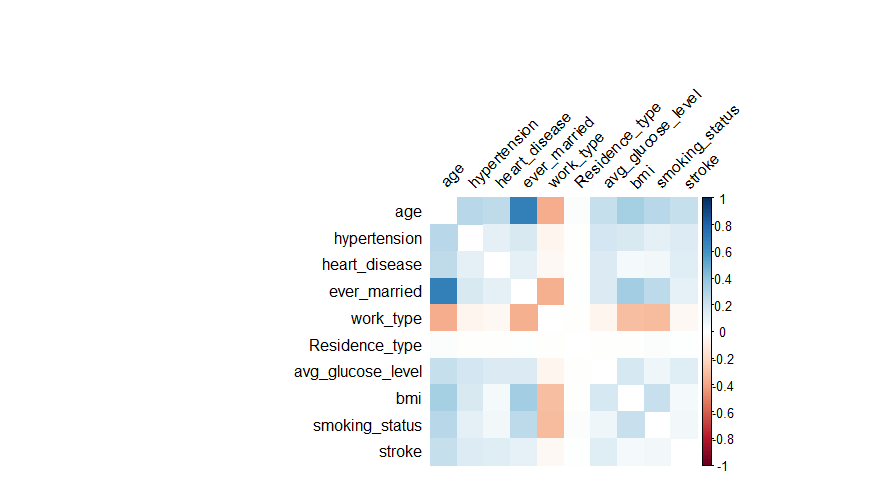 age
hypertension
heart_disease
ever_married
work_type
Residence_type
avg_glucose_level
bmi
smoking_status
stroke
age
hypertension
heart_disease
ever_married
work_type
Residence_type
avg_glucose_level
bmi
smoking_status
stroke
1
0.8
0.6
0.4
0.2
0
-0.2
-0.4
-0.6
-0.8
-1